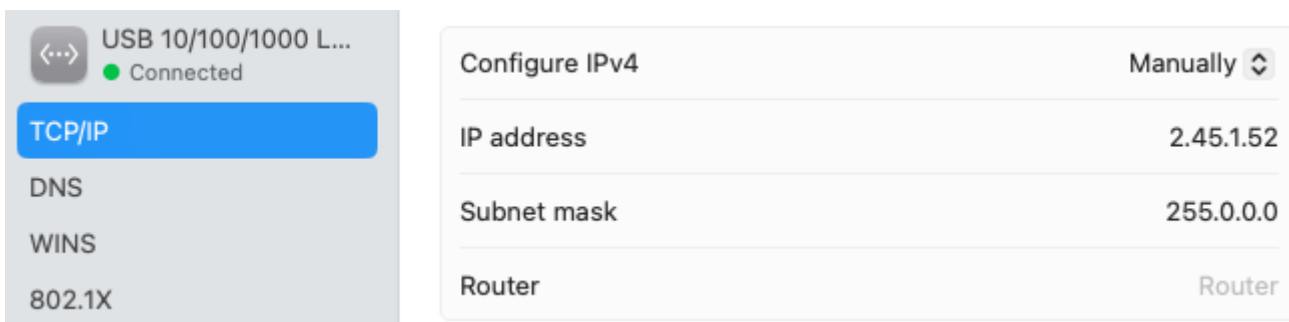 USB 10/100/1000 L...
Connected
TCP/IP
DNS
WINS
802.1X
Configure IPv4
Manually
IP address
2.45.1.52
Subnet mask
255.0.0.0
Router
Router